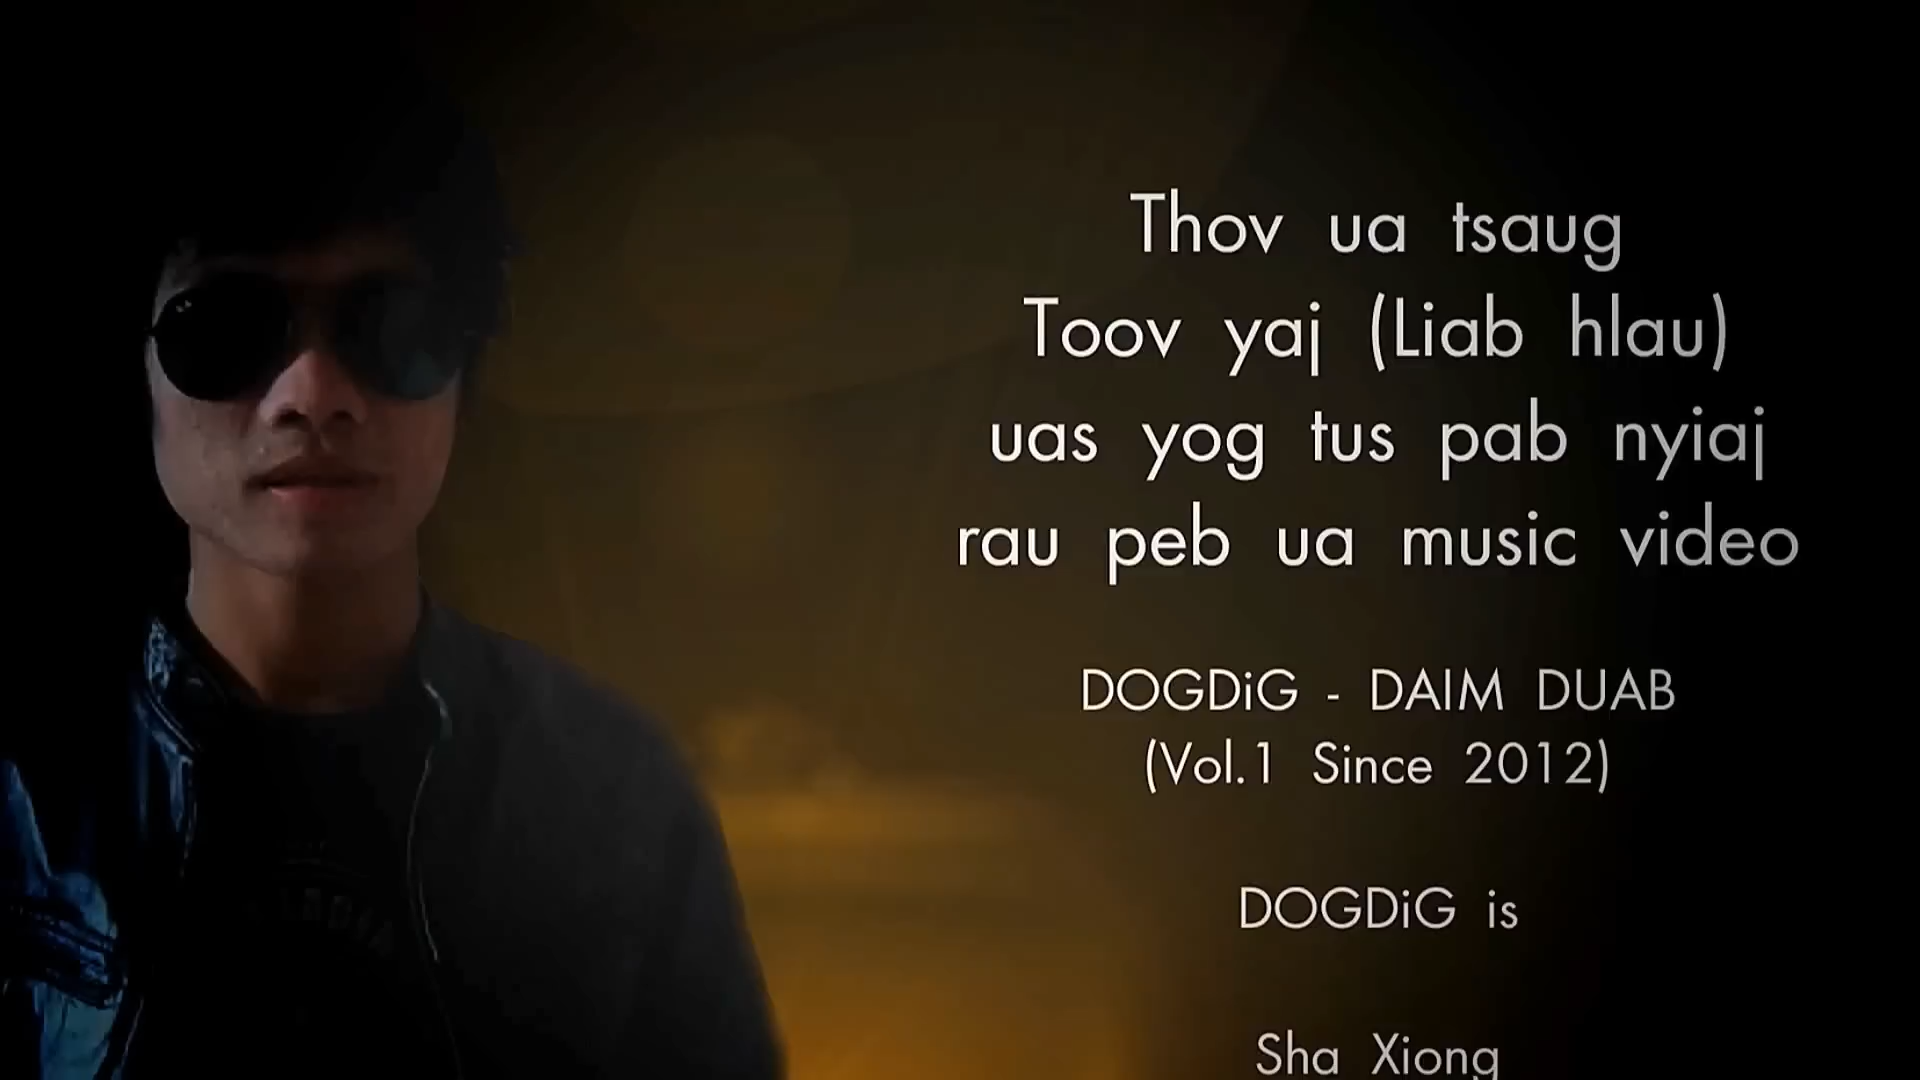 Thov ua tsaug
Toov yaj (Liab hlau)
uas yog tus pab nyiaj
rau peb ua music video
DOGDiG - DAIM DUAB
(Vol.1 Since 2012)
DOGDiG is
Sha Xiong